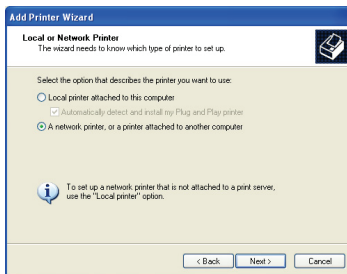 Add Printer Wizard
Local or Network Printer
The wizard needs to know which type of printer to set up.
Select the option that describes the printer you want to use:
Local printer attached to this computer
Automatically detect and install my Plug and Play printer
A network printer, or a printer attached to another computer
To set up a network printer that is not attached to a print server,
use the "Local printer" option.
< Back Next > Cancel